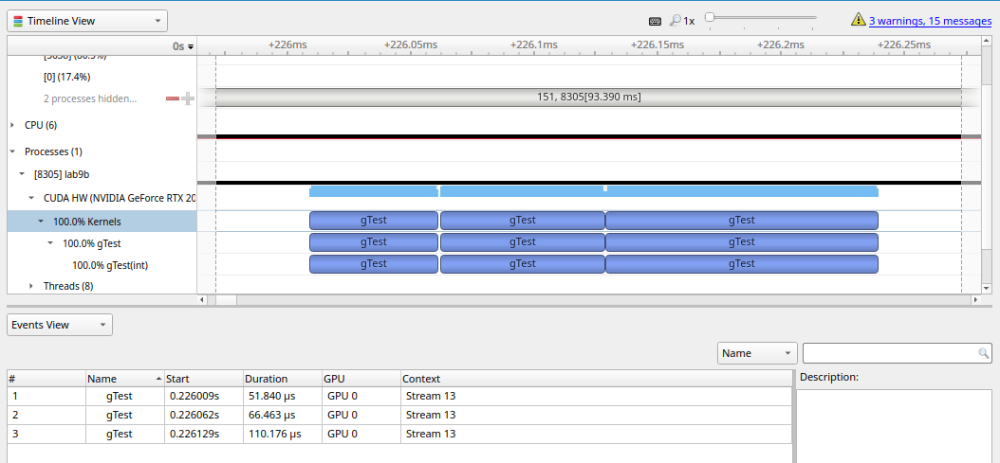 Timeline View 1x 3 warnings, 15 messages
0s +226ms +226.05ms +226.1ms +226.15ms +226.2ms +226.25ms
[0] (17.4%)
2 processes hidden... 151, 8305[93.390 ms]
CPU (6)
Processes (1)
[8305] lab9b
CUDA HW (NVIDIA GeForce RTX 20
100.0% Kernels gTest gTest gTest
100.0% gTest gTest gTest gTest
100.0% gTest(int) gTest gTest gTest
Threads (8)
Events View
Name
# Name Start Duration GPU Context Description:
1 gTest 0.226009s 51.840 μs GPU 0 Stream 13
2 gTest 0.226062s 66.463 μs GPU 0 Stream 13
3 gTest 0.226129s 110.176 μs GPU 0 Stream 13